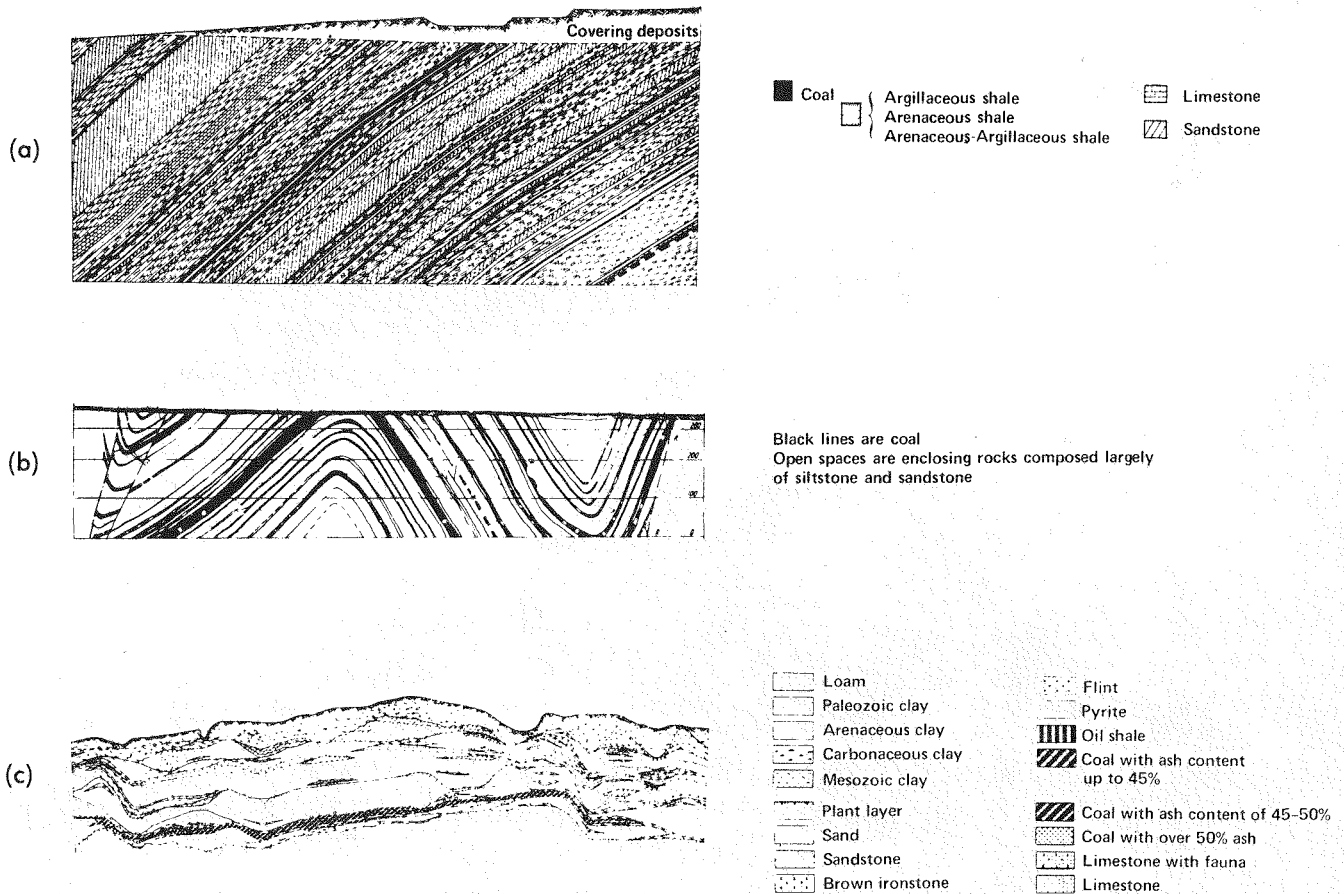 (a)
Covering deposits
Coal
Argillaceous shale
Arenaceous shale
Arenaceous-Argillaceous shale
Limestone
Sandstone
(b)
200
Black lines are coal
Open spaces are enclosing rocks composed largely
of siltstone and sandstone
(c)
Loam
Paleozoic clay
Arenaceous clay
Carbonaceous clay
Mesozoic clay
Plant layer
Sand
Sandstone
Brown ironstone
Flint
Pyrite
Oil shale
Coal with ash content
up to 45%
Coal with ash content of 45-50%
Coal with over 50% ash
Limestone with fauna
Limestone